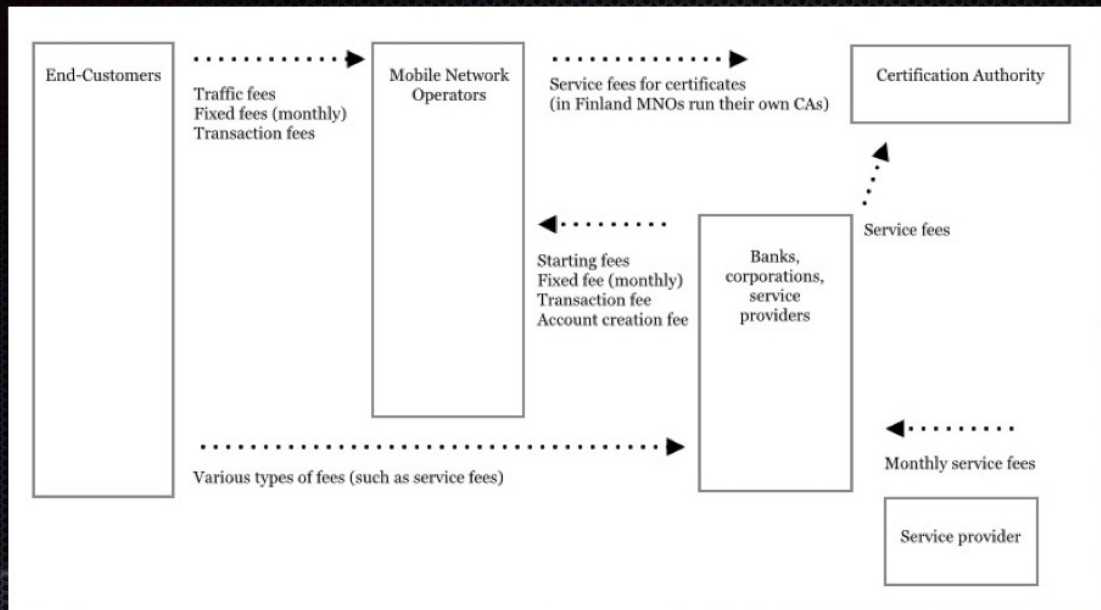 End-Customers
Traffic fees
Fixed fees (monthly)
Transaction fees
Mobile Network
Operators
Service fees for certificates
(in Finland MNOs run their own CAs)
Certification Authority
Starting fees
Fixed fee (monthly)
Transaction fee
Account creation fee
Banks,
corporations,
service
providers
Service fees
Various types of fees (such as service fees)
Monthly service fees
Service provider